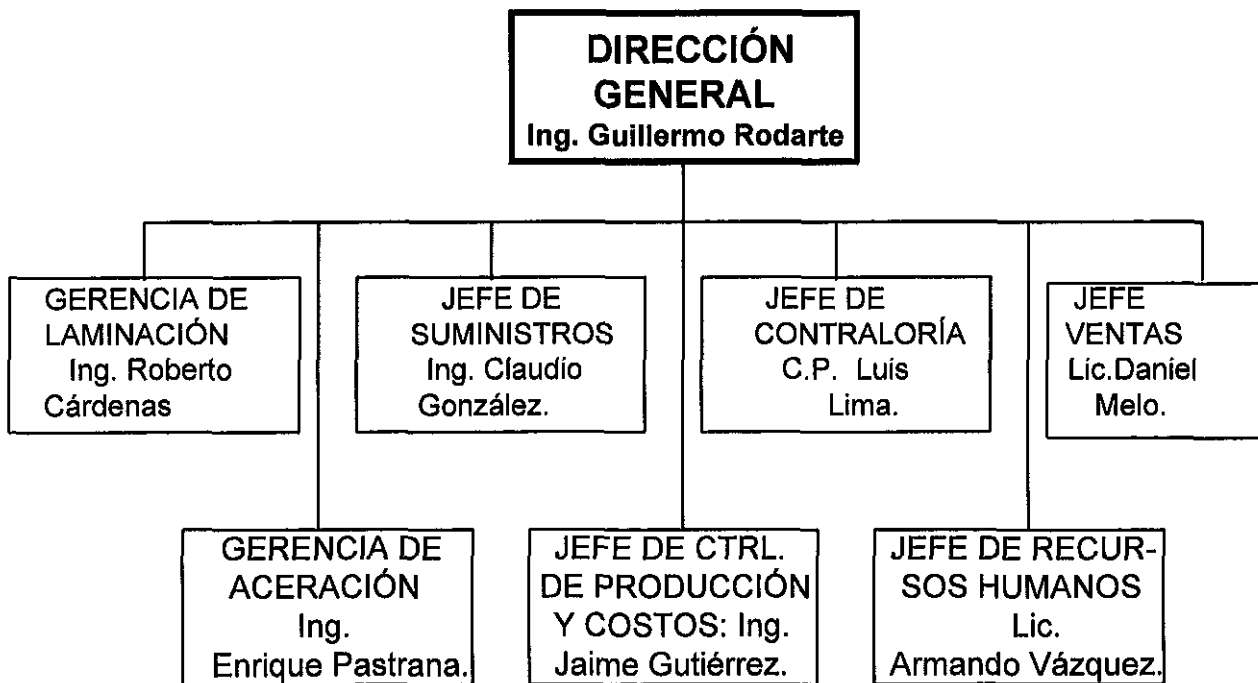 DIRECCIÓN
GENERAL
Ing. Guillermo Rodarte
GERENCIA DE
LAMINACIÓN
Ing. Roberto
Cárdenas
JEFE DE
SUMINISTROS
Ing. Claudio
González.
JEFE DE
CONTRALORÍA
C.P. Luis
Lima.
JEFE
VENTAS
Lic.Daniel
Melo.
GERENCIA DE
ACERACIÓN
Ing.
Enrique Pastrana.
JEFE DE CTRL.
DE PRODUCCIÓN
Y COSTOS: Ing.
Jaime Gutiérrez.
JEFE DE RECUR-
SOS HUMANOS
Lic.
Armando Vázquez.